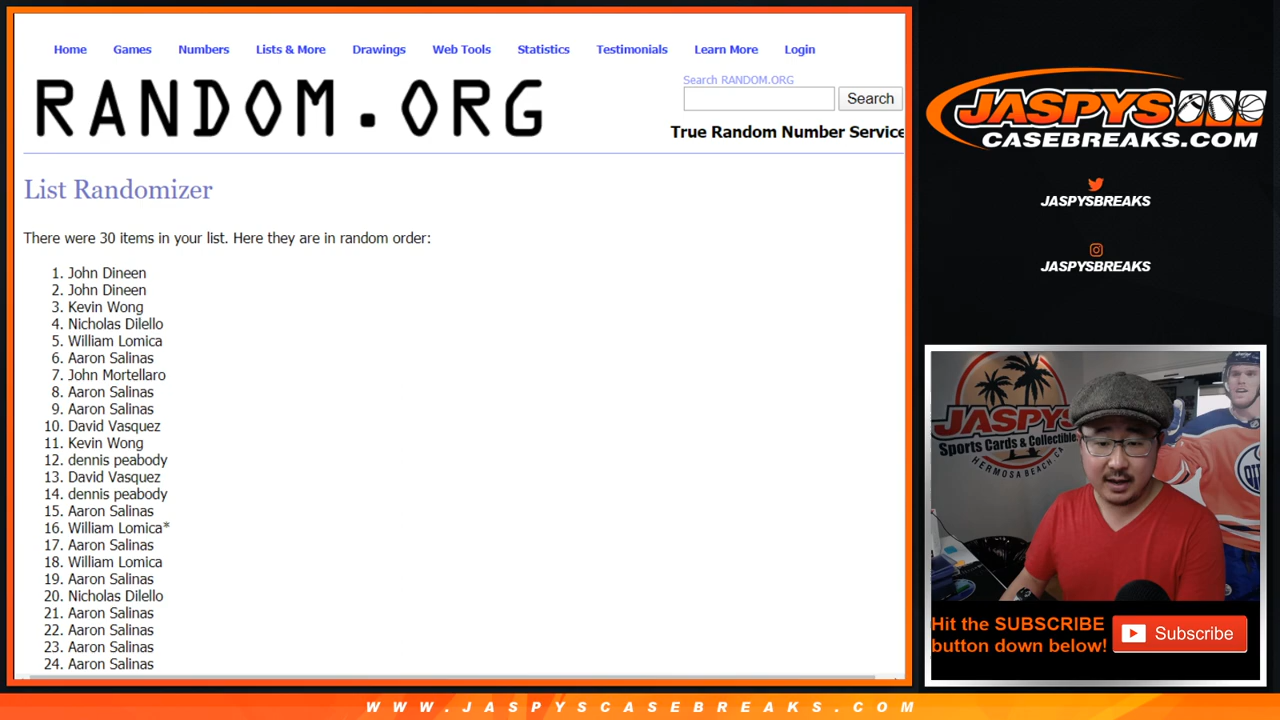 Home Games Numbers Lists & More Drawings Web Tools Statistics Testimonials Learn More Login
RANDOM.ORG
Search RANDOM.ORG
Search
True Random Number Service
List Randomizer
There were 30 items in your list. Here they are in random order:
1. John Dineen
2. John Dineen
3. Kevin Wong
4. Nicholas Dilello
5. William Lomica
6. Aaron Salinas
7. John Mortellaro
8. Aaron Salinas
9. Aaron Salinas
10. David Vasquez
11. Kevin Wong
12. dennis peabody
13. David Vasquez
14. dennis peabody
15. Aaron Salinas
16. William Lomica*
17. Aaron Salinas
18. William Lomica
19. Aaron Salinas
20. Nicholas Dilello
21. Aaron Salinas
22. Aaron Salinas
23. Aaron Salinas
24. Aaron Salinas
JASPYS
CASEBREAKS.COM
JASPYSBREAKS
JASPYSBREAKS
JASPYS
Sports Cards & Collectibles
HERMOSA BEACH, CA
Hit the SUBSCRIBE
button down below!
Subscribe
WWW.JASPYSCASEBREAKS.COM